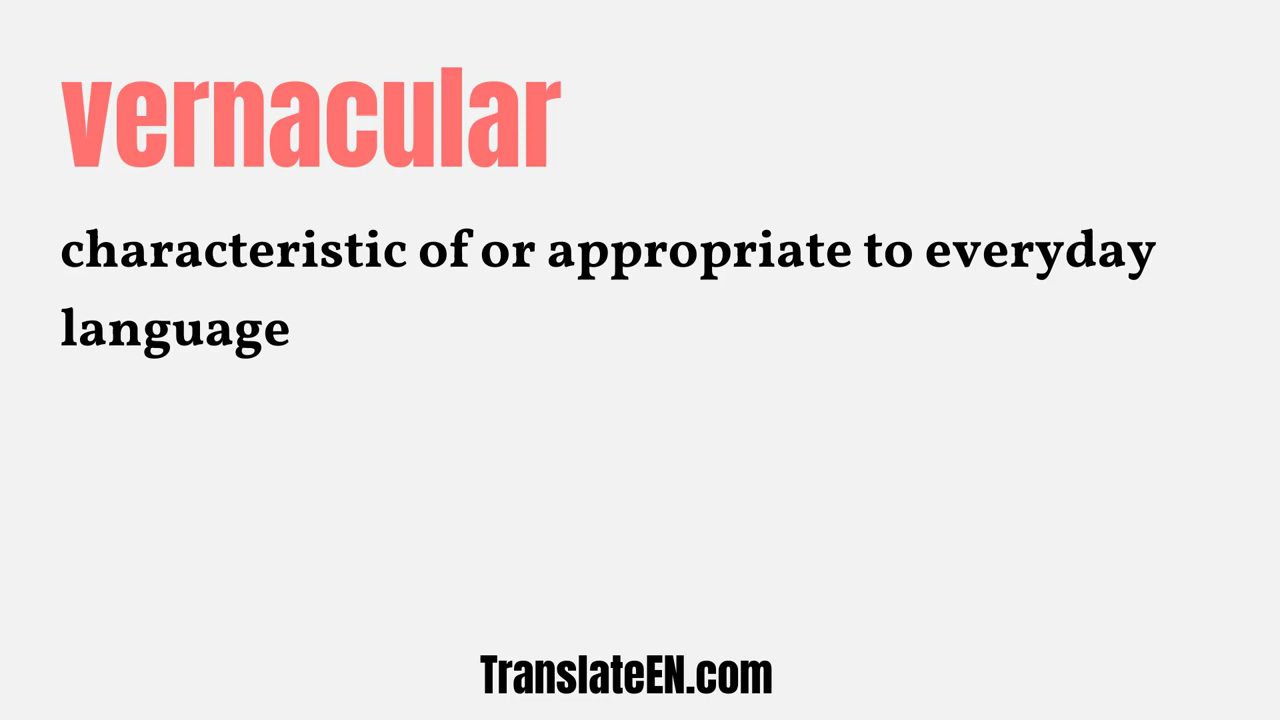 vernacular
characteristic of or appropriate to everyday
language
TranslateEN.com